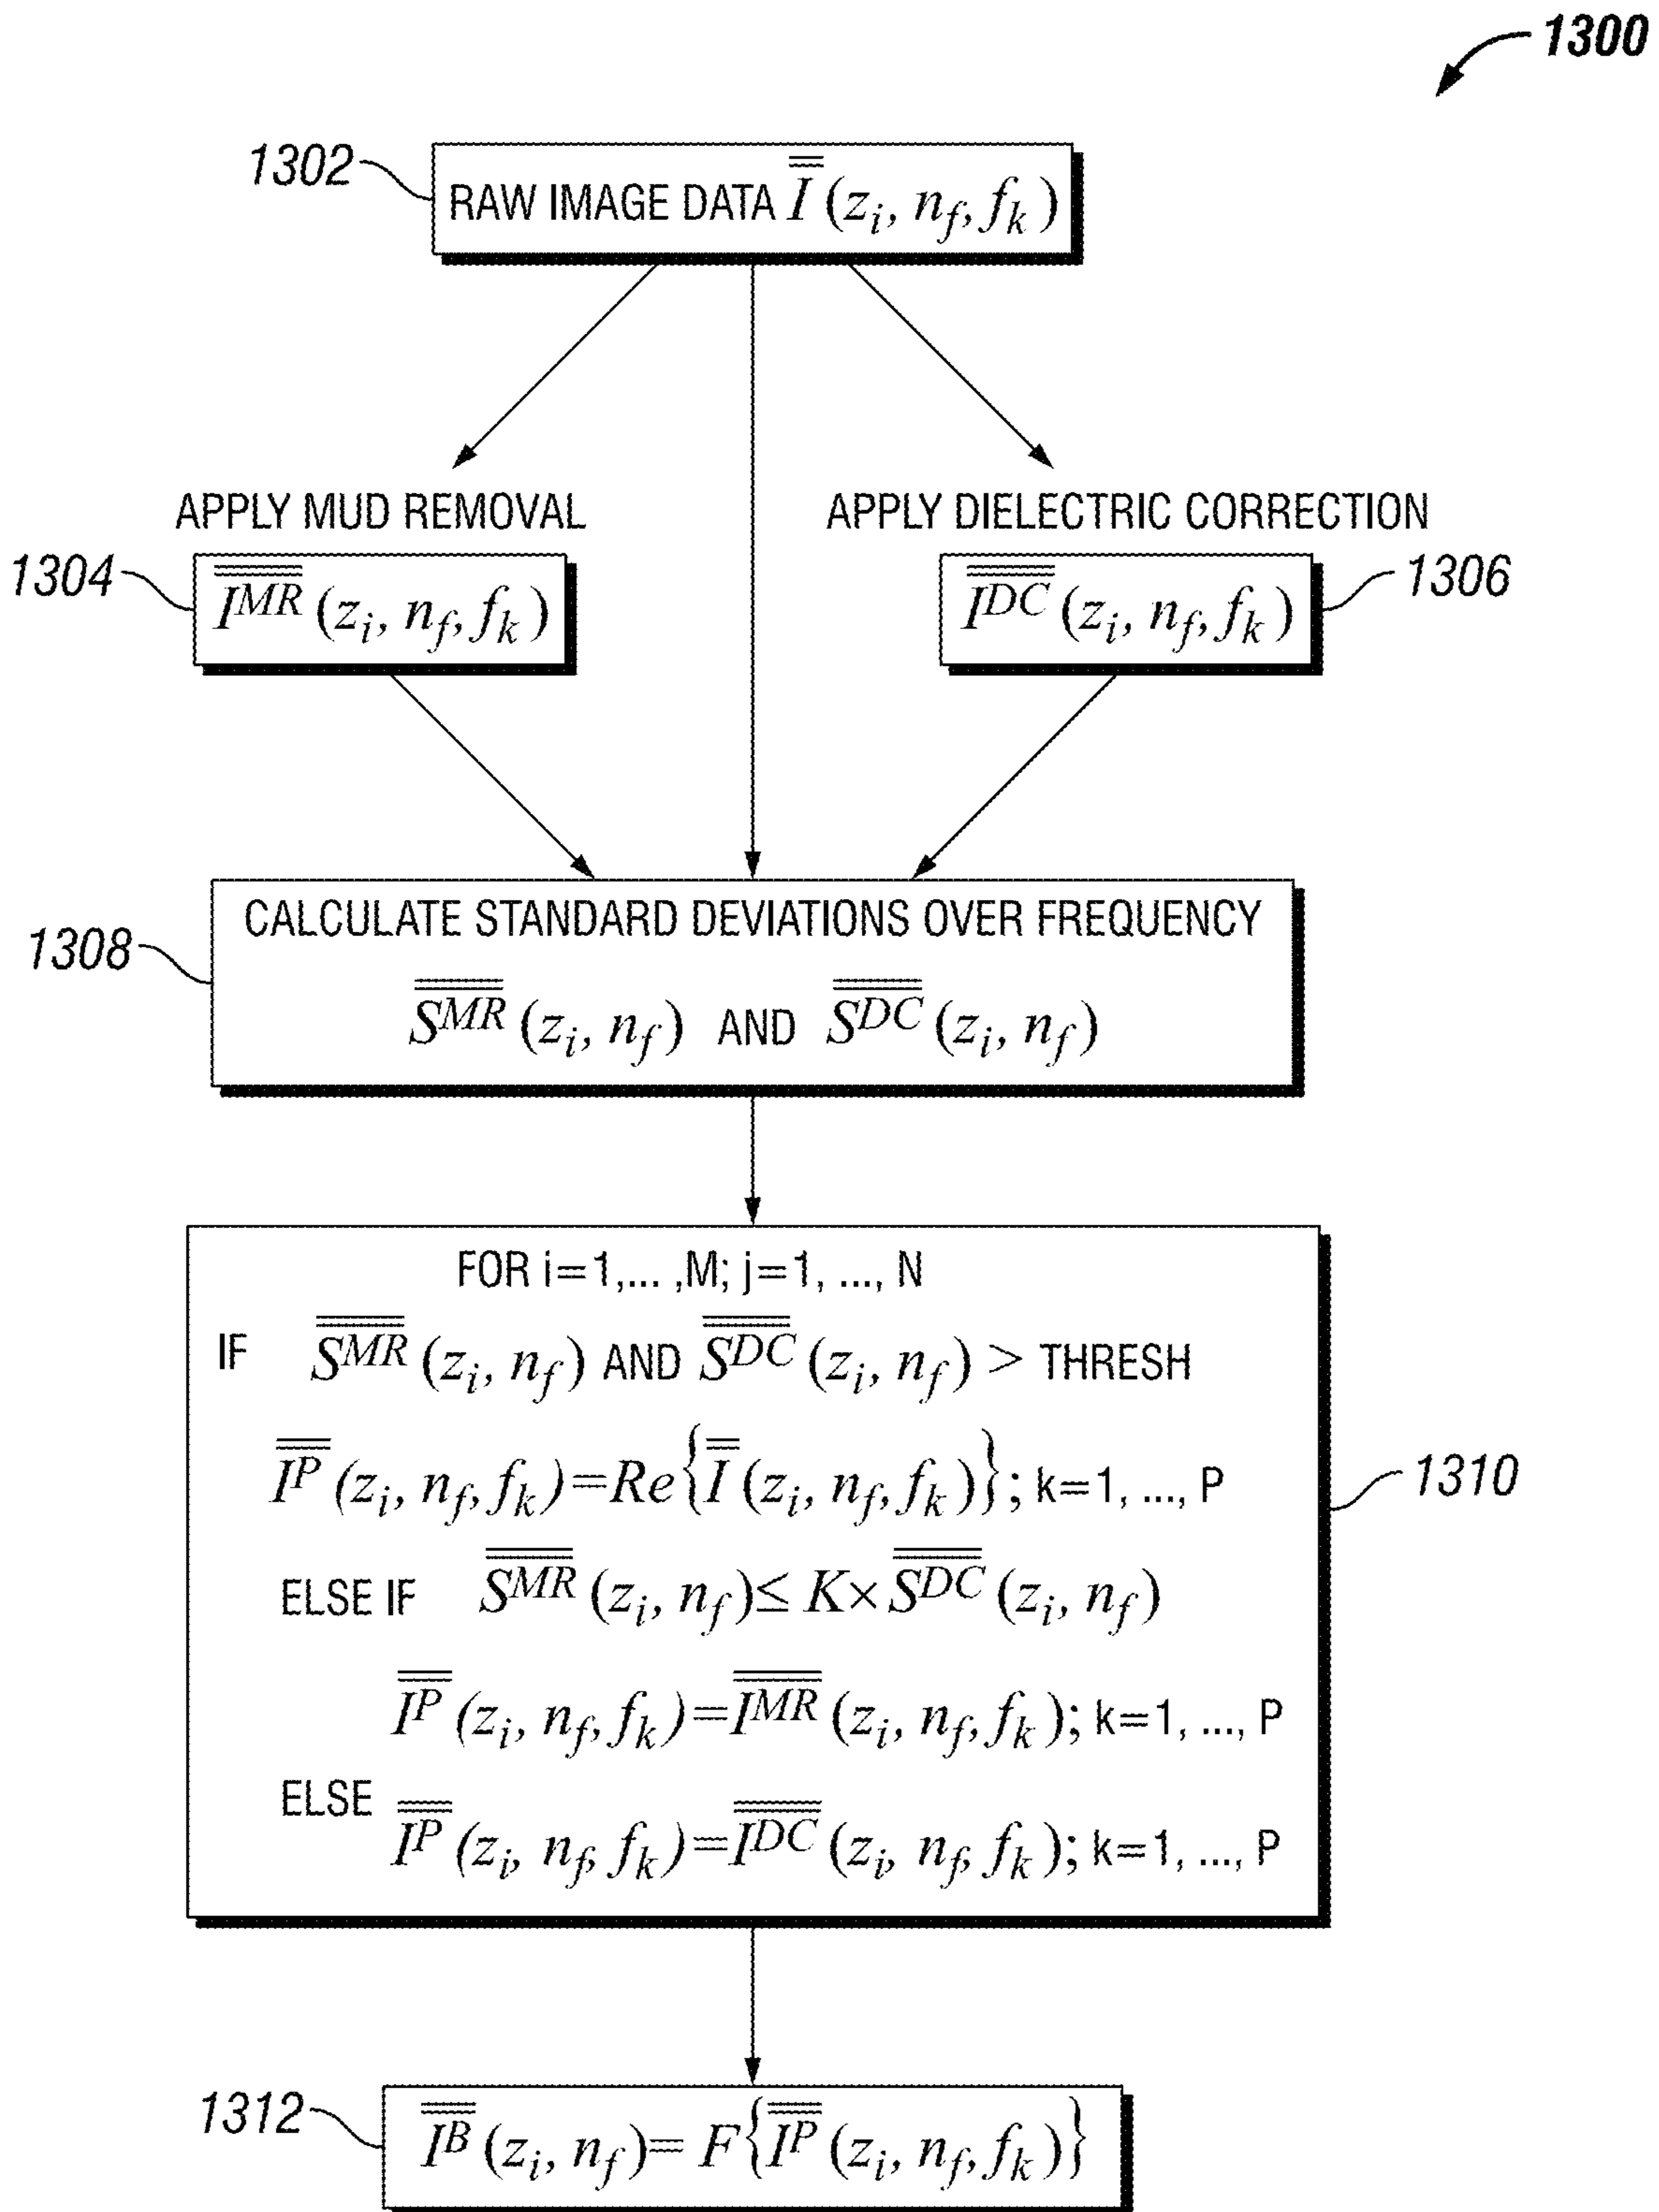 1300
1302
RAW IMAGE DATA I̿ (z_i, n_f, f_k)
APPLY MUD REMOVAL
APPLY DIELECTRIC CORRECTION
1304
I^MR (z_i, n_f, f_k)
I^DC (z_i, n_f, f_k)
1306
1308
CALCULATE STANDARD DEVIATIONS OVER FREQUENCY
S^MR (z_i, n_f) AND S^DC (z_i, n_f)
FOR i=1,... ,M; j=1, ..., N
IF S^MR (z_i, n_f) AND S^DC (z_i, n_f) > THRESH
I^P (z_i, n_f, f_k)=Re{I̿ (z_i, n_f, f_k)}; k=1, ..., P
1310
ELSE IF S^MR (z_i, n_f)≤ K× S^DC (z_i, n_f)
I^P (z_i, n_f, f_k)=I^MR (z_i, n_f, f_k); k=1, ..., P
ELSE
I^P (z_i, n_f, f_k)=I^DC (z_i, n_f, f_k); k=1, ..., P
1312
I^B (z_i, n_f)= F{I^P (z_i, n_f, f_k)}